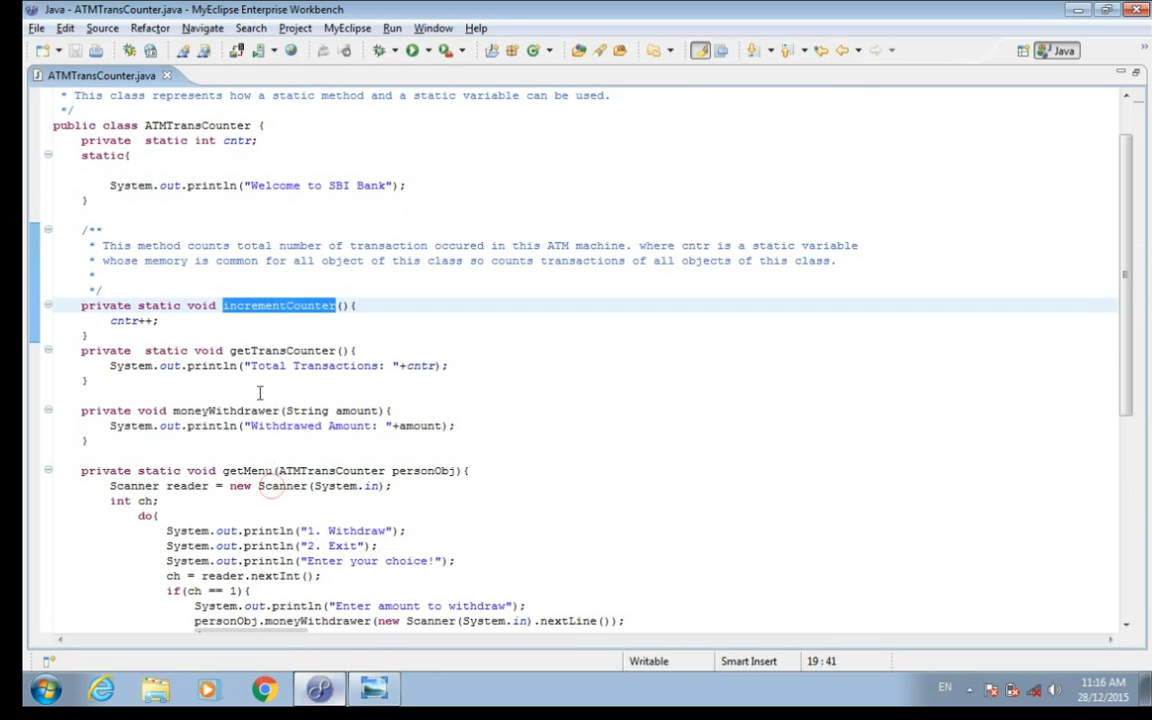 Java - ATMTransCounter.java - MyEclipse Enterprise Workbench
File Edit Source Refactor Navigate Search Project MyEclipse Run Window Help
Java
ATMTransCounter.java
* This class represents how a static method and a static variable can be used.
*/
public class ATMTransCounter {
private static int cntr;
static{
System.out.println("Welcome to SBI Bank");
}
/**
* This method counts total number of transaction occured in this ATM machine. where cntr is a static variable
* whose memory is common for all object of this class so counts transactions of all objects of this class.
*
*/
private static void incrementCounter(){
cntr++;
}
private static void getTransCounter(){
System.out.println("Total Transactions: "+cntr);
}
private void moneyWithdrawer(String amount){
System.out.println("Withdrawed Amount: "+amount);
}
private static void getMenu(ATMTransCounter personObj){
Scanner reader = new Scanner(System.in);
int ch;
do{
System.out.println("1. Withdraw");
System.out.println("2. Exit");
System.out.println("Enter your choice!");
ch = reader.nextInt();
if(ch == 1){
System.out.println("Enter amount to withdraw");
personObj.moneyWithdrawer(new Scanner(System.in).nextLine());
Writable Smart Insert 19 : 41
EN 11:16 AM
28/12/2015